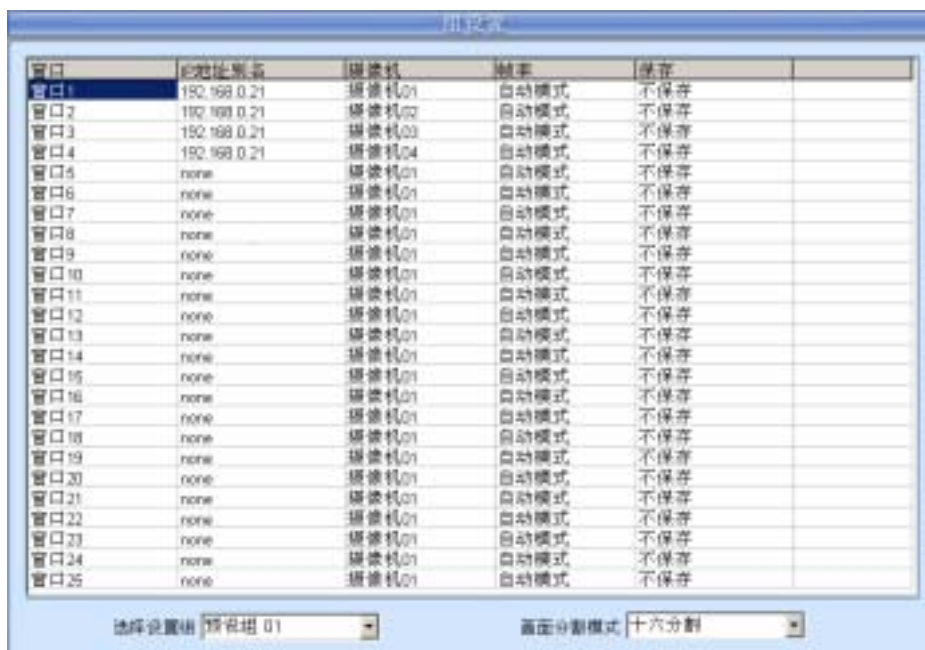 组设定
窗口 IP地址别名 摄像机 帧率 保存
窗口1 192.168.0.21 摄像机01 自动模式 不保存
窗口2 192.168.0.21 摄像机02 自动模式 不保存
窗口3 192.168.0.21 摄像机03 自动模式 不保存
窗口4 192.168.0.21 摄像机04 自动模式 不保存
窗口5 none 摄像机01 自动模式 不保存
窗口6 none 摄像机01 自动模式 不保存
窗口7 none 摄像机01 自动模式 不保存
窗口8 none 摄像机01 自动模式 不保存
窗口9 none 摄像机01 自动模式 不保存
窗口10 none 摄像机01 自动模式 不保存
窗口11 none 摄像机01 自动模式 不保存
窗口12 none 摄像机01 自动模式 不保存
窗口13 none 摄像机01 自动模式 不保存
窗口14 none 摄像机01 自动模式 不保存
窗口15 none 摄像机01 自动模式 不保存
窗口16 none 摄像机01 自动模式 不保存
窗口17 none 摄像机01 自动模式 不保存
窗口18 none 摄像机01 自动模式 不保存
窗口19 none 摄像机01 自动模式 不保存
窗口20 none 摄像机01 自动模式 不保存
窗口21 none 摄像机01 自动模式 不保存
窗口22 none 摄像机01 自动模式 不保存
窗口23 none 摄像机01 自动模式 不保存
窗口24 none 摄像机01 自动模式 不保存
窗口25 none 摄像机01 自动模式 不保存
选择设置组 预设组 01 画面分割模式 十六分割